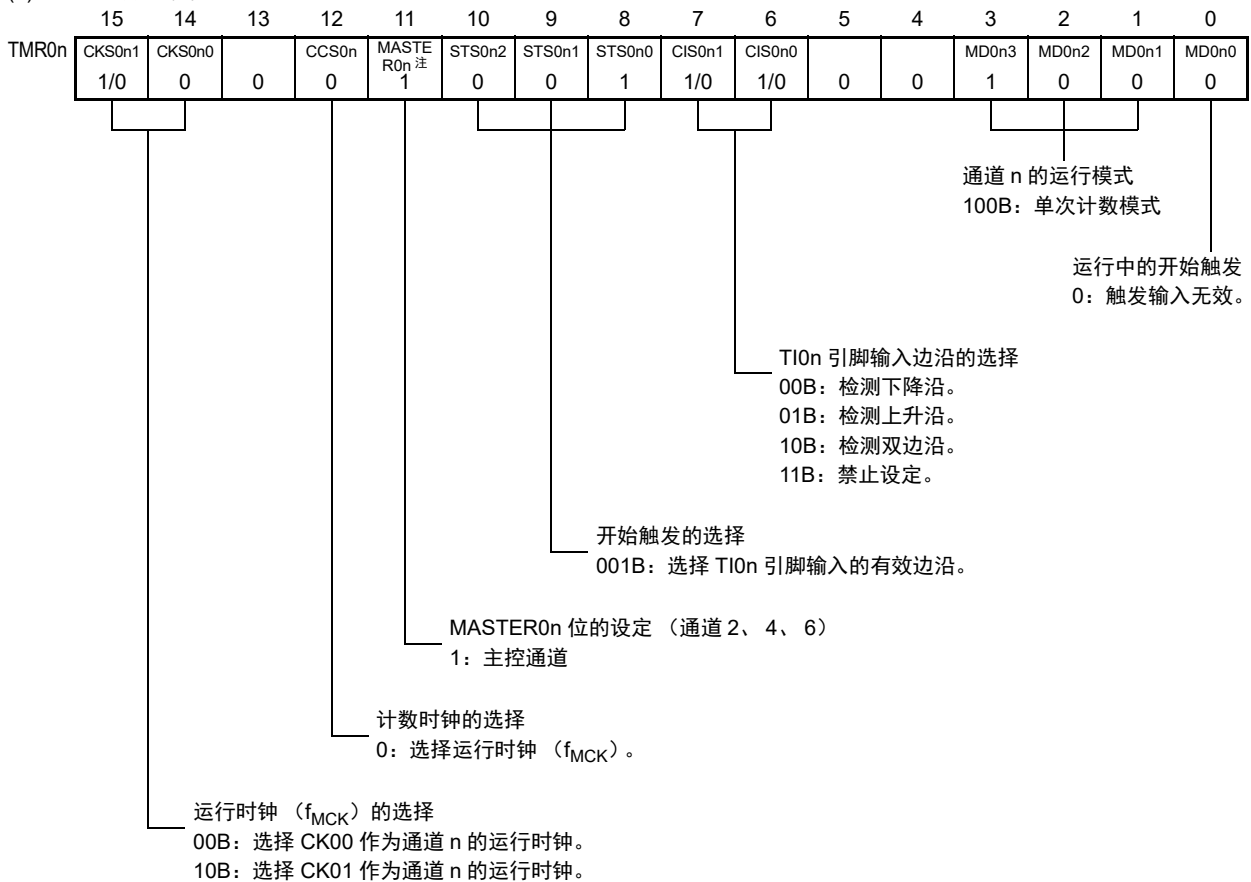 15 14 13 12 11 10 9 8 7 6 5 4 3 2 1 0
TMR0n CKS0n1 CKS0n0 CCS0n MASTE R0n 注 STS0n2 STS0n1 STS0n0 CIS0n1 CIS0n0 MD0n3 MD0n2 MD0n1 MD0n0
1/0 0 0 0 1 0 0 1 1/0 1/0 0 0 1 0 0 0
通道 n 的运行模式
100B：单次计数模式
运行中的开始触发
0：触发输入无效。
TI0n 引脚输入边沿的选择
00B：检测下降沿。
01B：检测上升沿。
10B：检测双边沿。
11B：禁止设定。
开始触发的选择
001B：选择 TI0n 引脚输入的有效边沿。
MASTER0n 位的设定 （通道 2、 4、 6）
1：主控通道
计数时钟的选择
0：选择运行时钟 （fMCK）。
运行时钟 （fMCK）的选择
00B：选择 CK00 作为通道 n 的运行时钟。
10B：选择 CK01 作为通道 n 的运行时钟。